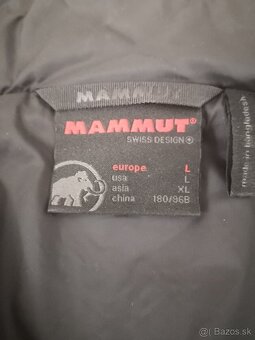 MAMMUT
MAMMUT®
SWISS DESIGN
europe L
usa L
asia XL
china 180/96B
made in bangladesh
Bazos.sk